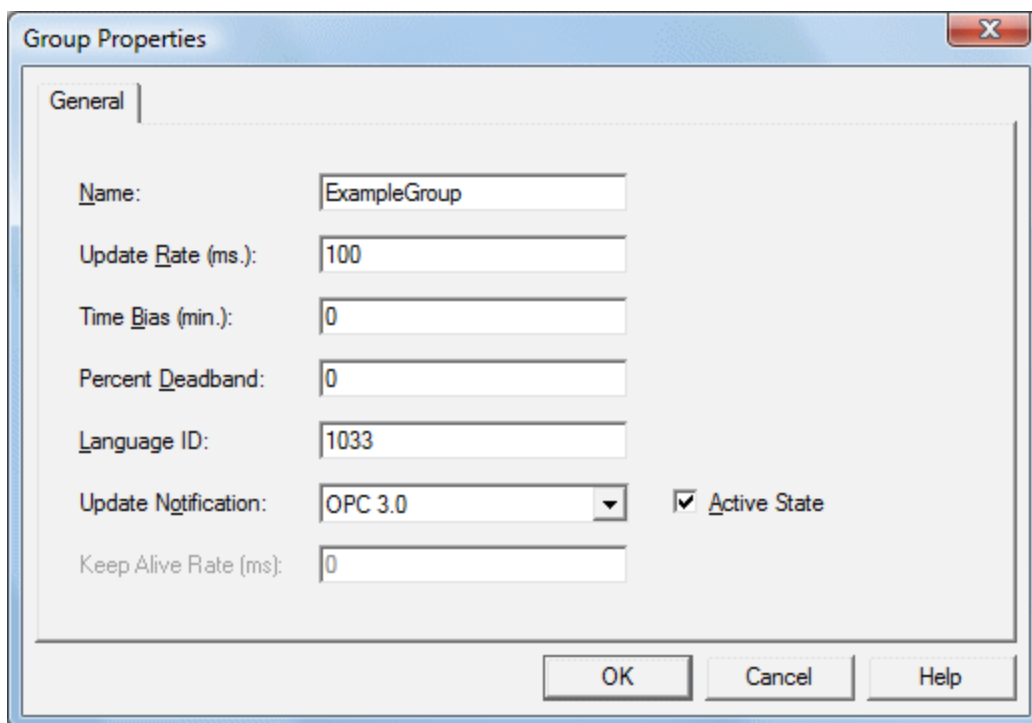 Group Properties
General
Name: ExampleGroup
Update Rate (ms.): 100
Time Bias (min.): 0
Percent Deadband: 0
Language ID: 1033
Update Notification: OPC 3.0 Active State
Keep Alive Rate (ms): 0
OK Cancel Help